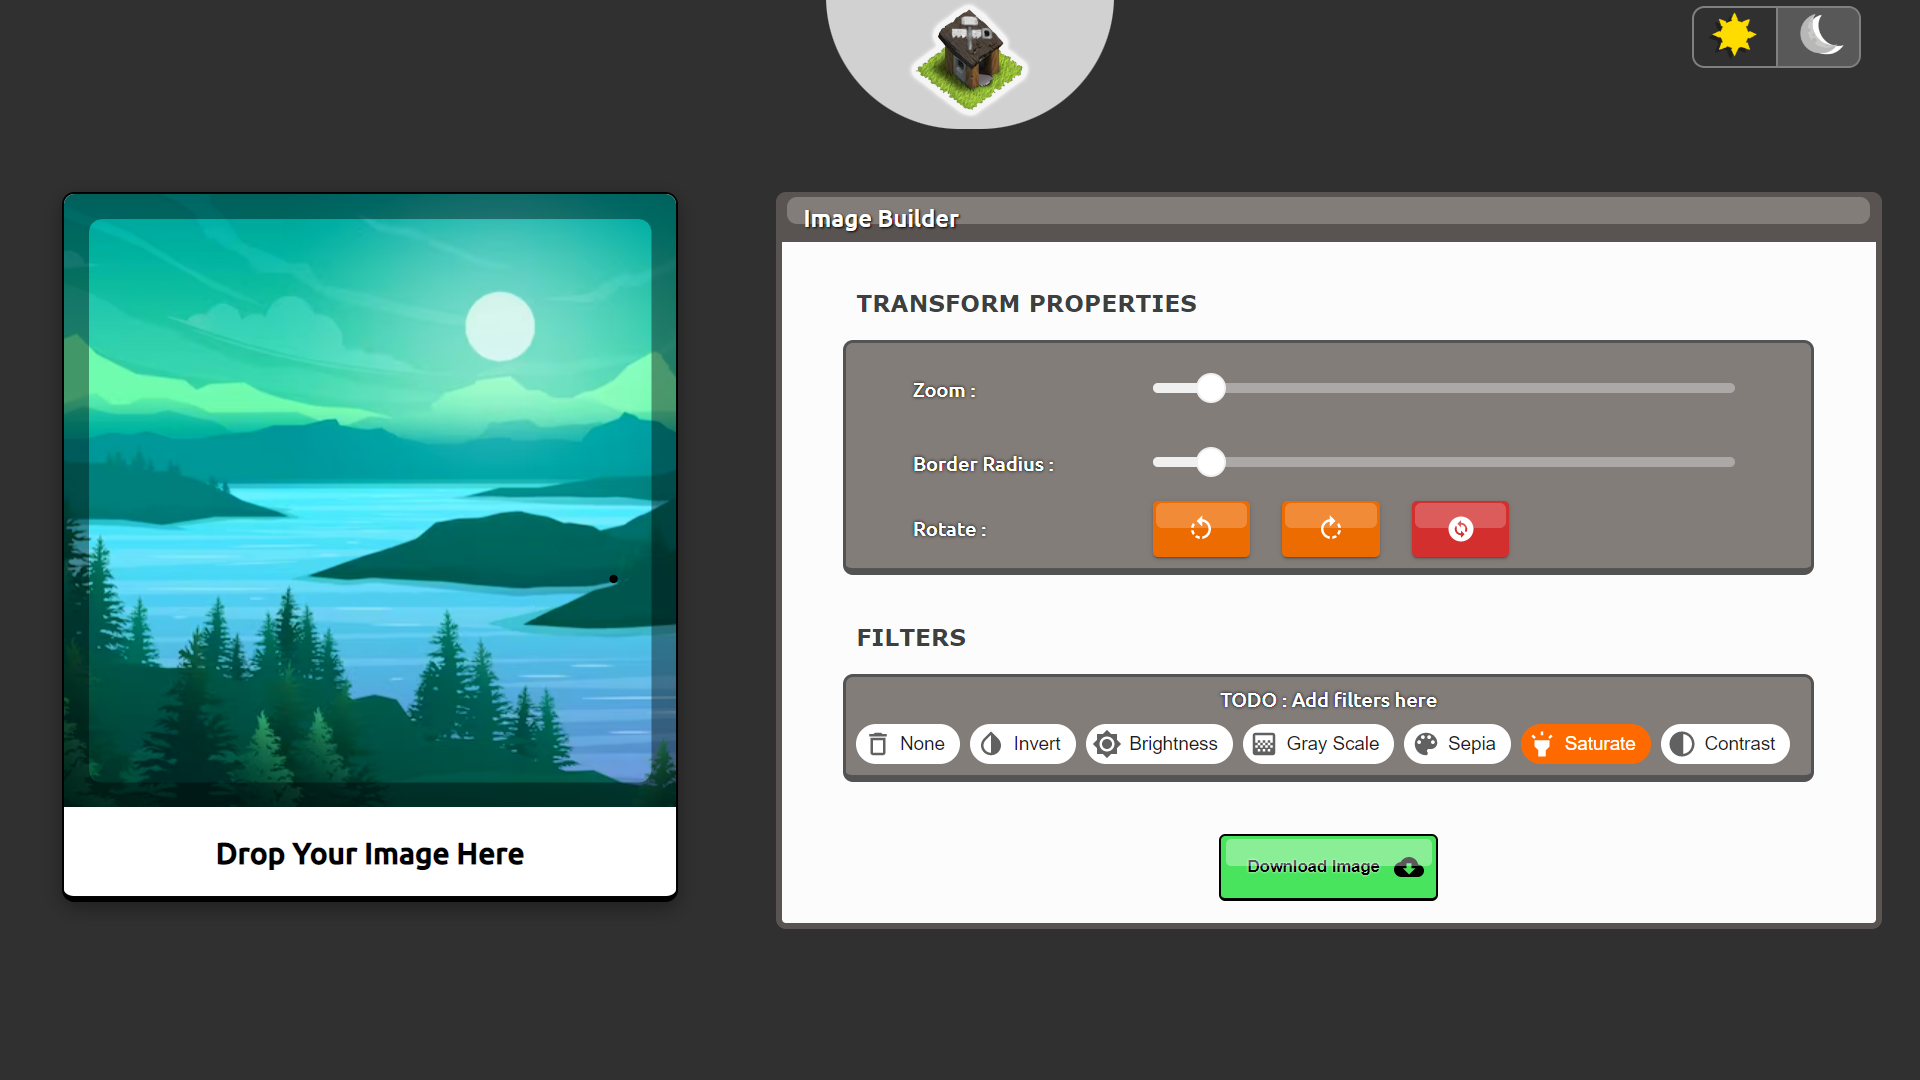 Image Builder
TRANSFORM PROPERTIES
Zoom :
Border Radius :
Rotate :
FILTERS
TODO : Add filters here
None Invert Brightness Gray Scale Sepia Saturate Contrast
Download Image
Drop Your Image Here